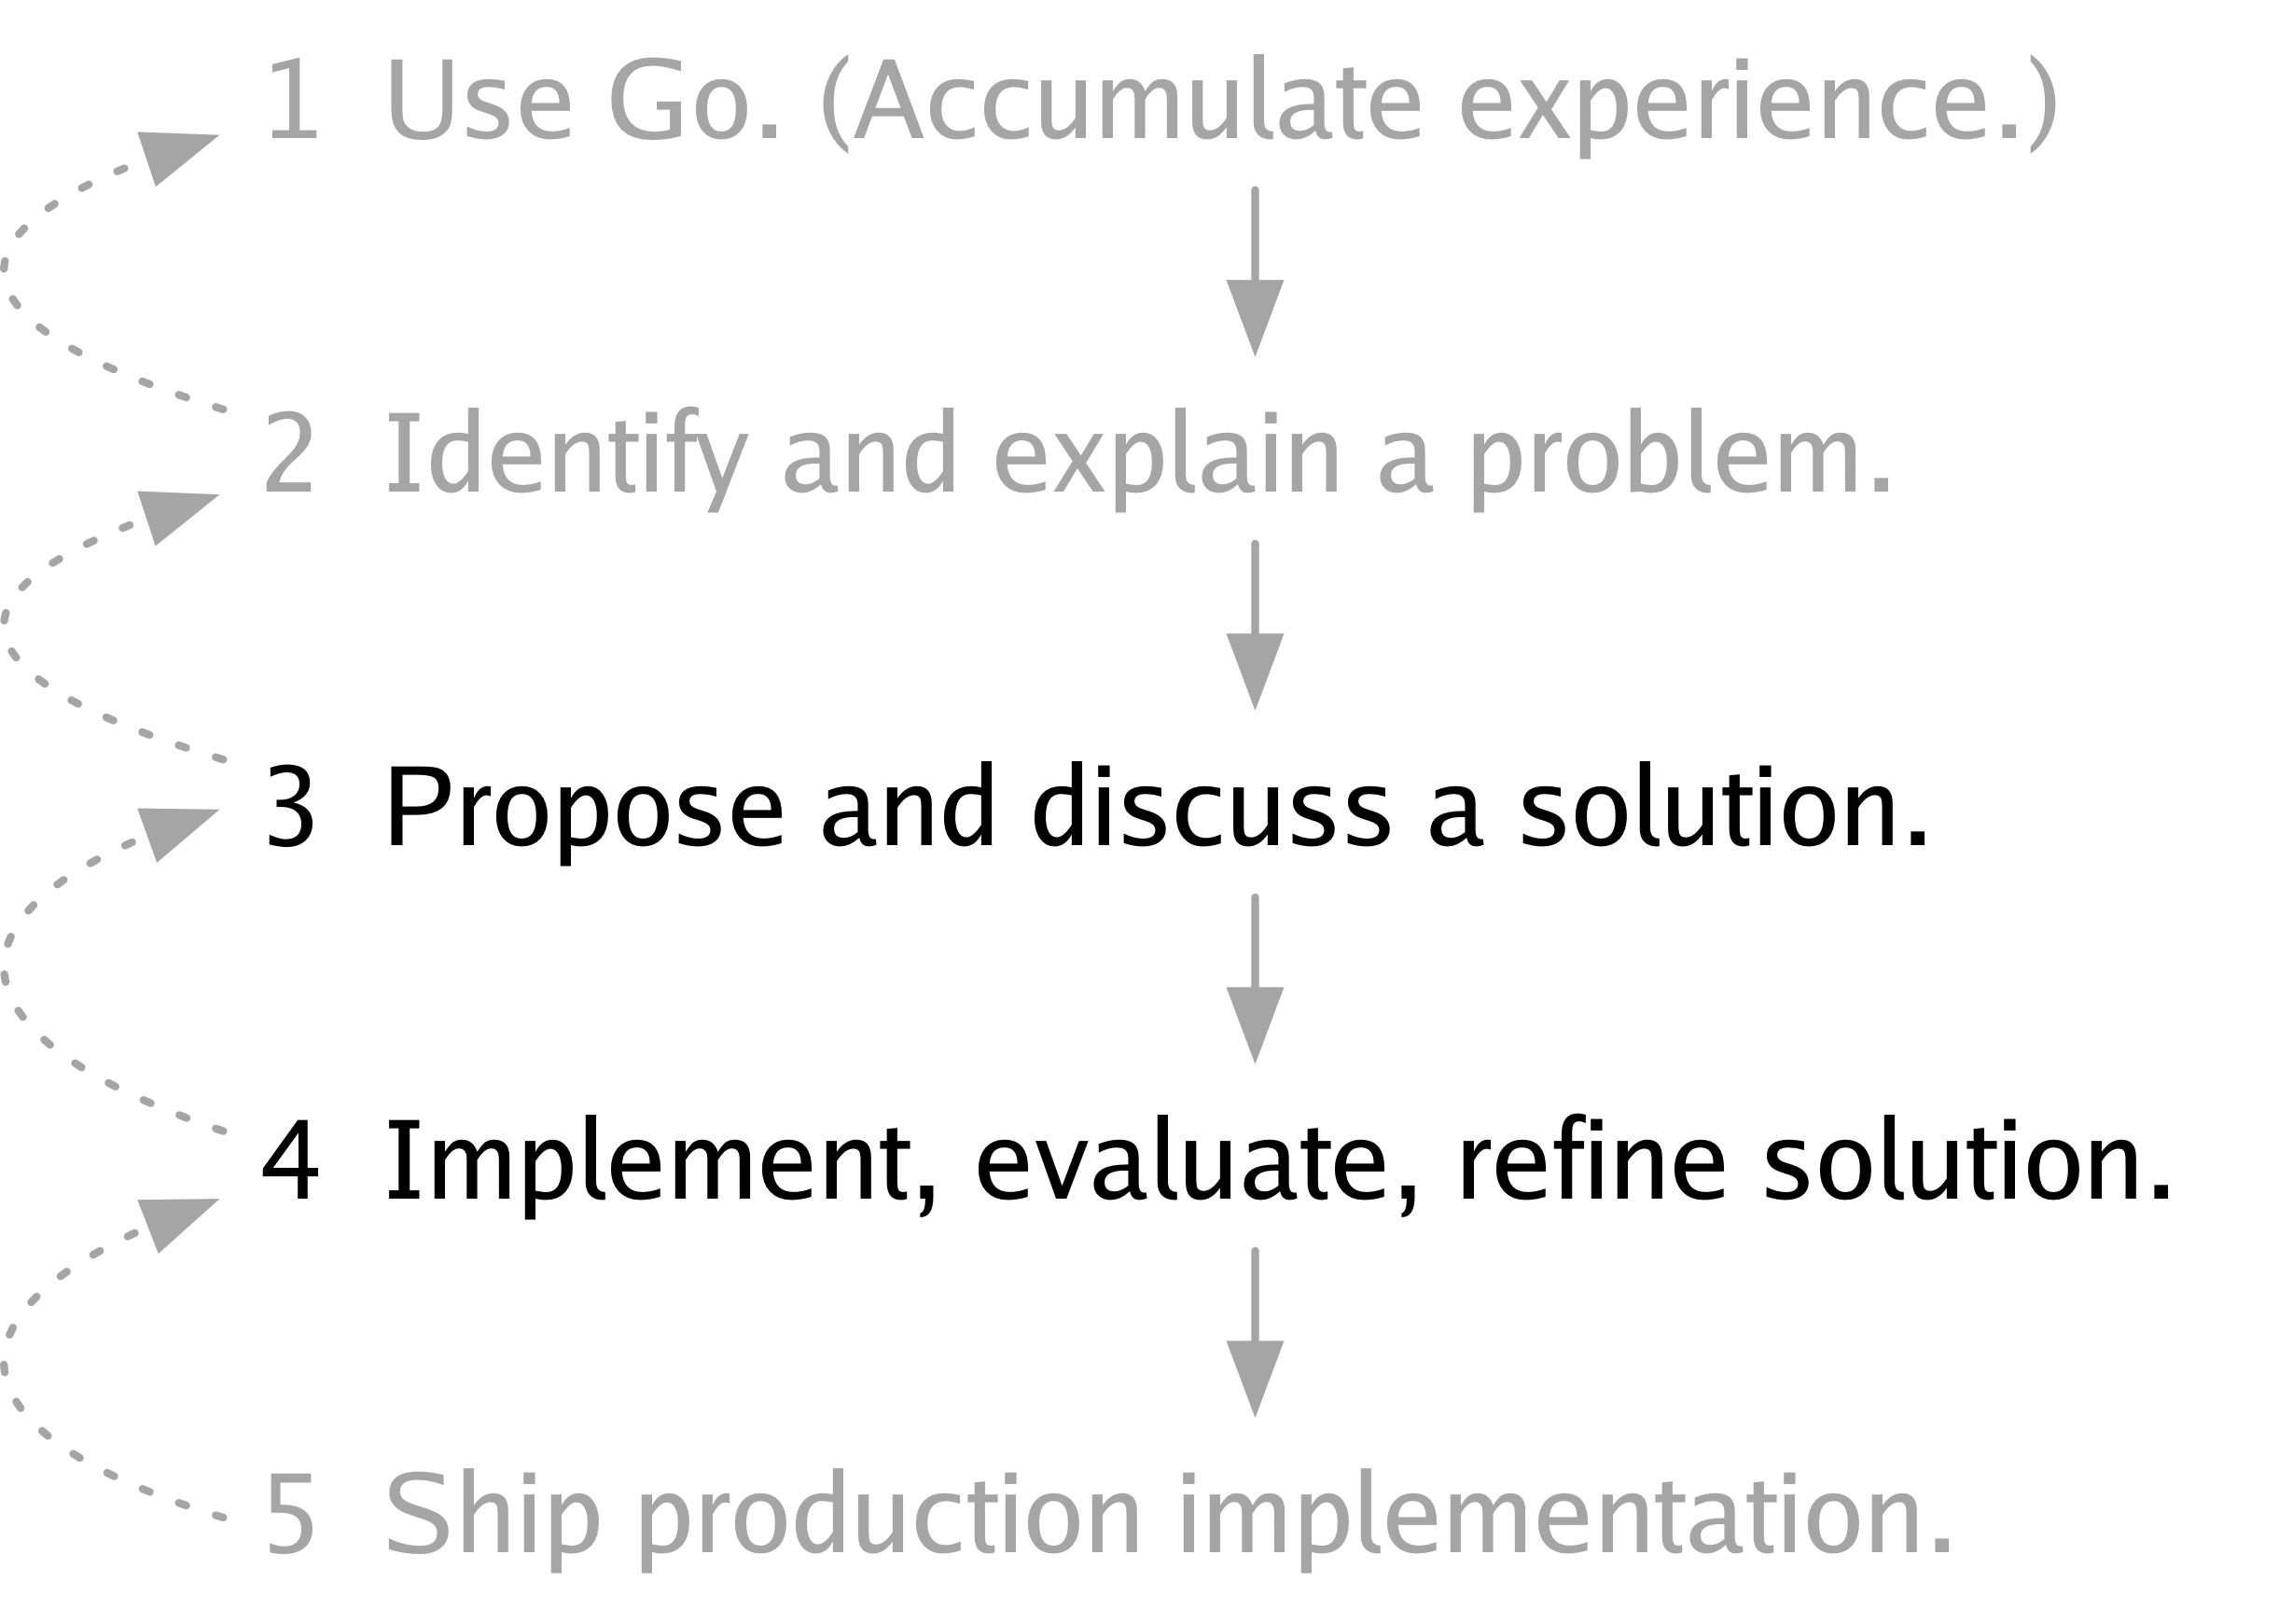 1 Use Go. (Accumulate experience.)
2 Identify and explain a problem.
3 Propose and discuss a solution.
4 Implement, evaluate, refine solution.
5 Ship production implementation.